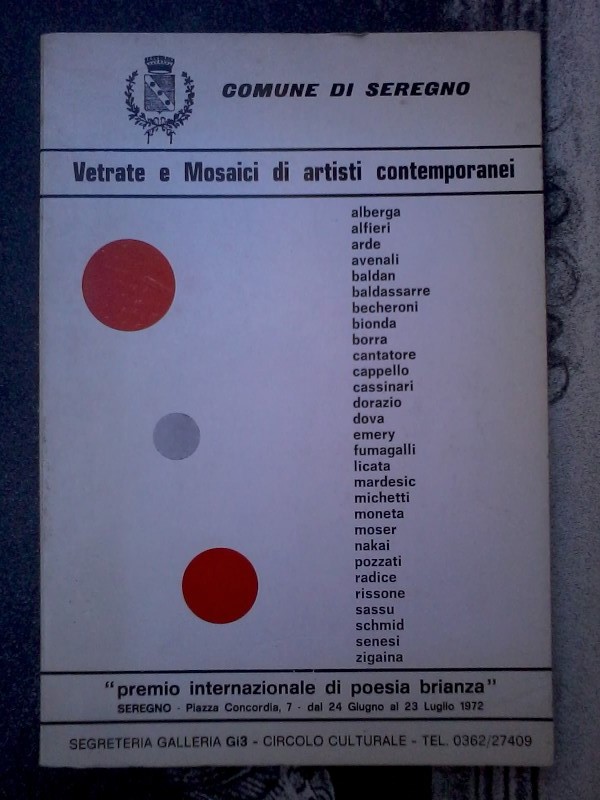 COMUNE DI SEREGNO
Vetrate e Mosaici di artisti contemporanei
alberga
alfieri
arde
avenali
baldan
baldassarre
becheroni
bionda
borra
cantatore
cappello
cassinari
dorazio
dova
emery
fumagalli
licata
mardesic
michetti
moneta
moser
nakai
pozzati
radice
rissone
sassu
schmid
senesi
zigaina
"premio internazionale di poesia brianza"
SEREGNO - Piazza Concordia, 7 - dal 24 Giugno al 23 Luglio 1972
SEGRETERIA GALLERIA Gi3 - CIRCOLO CULTURALE - TEL. 0362/27409